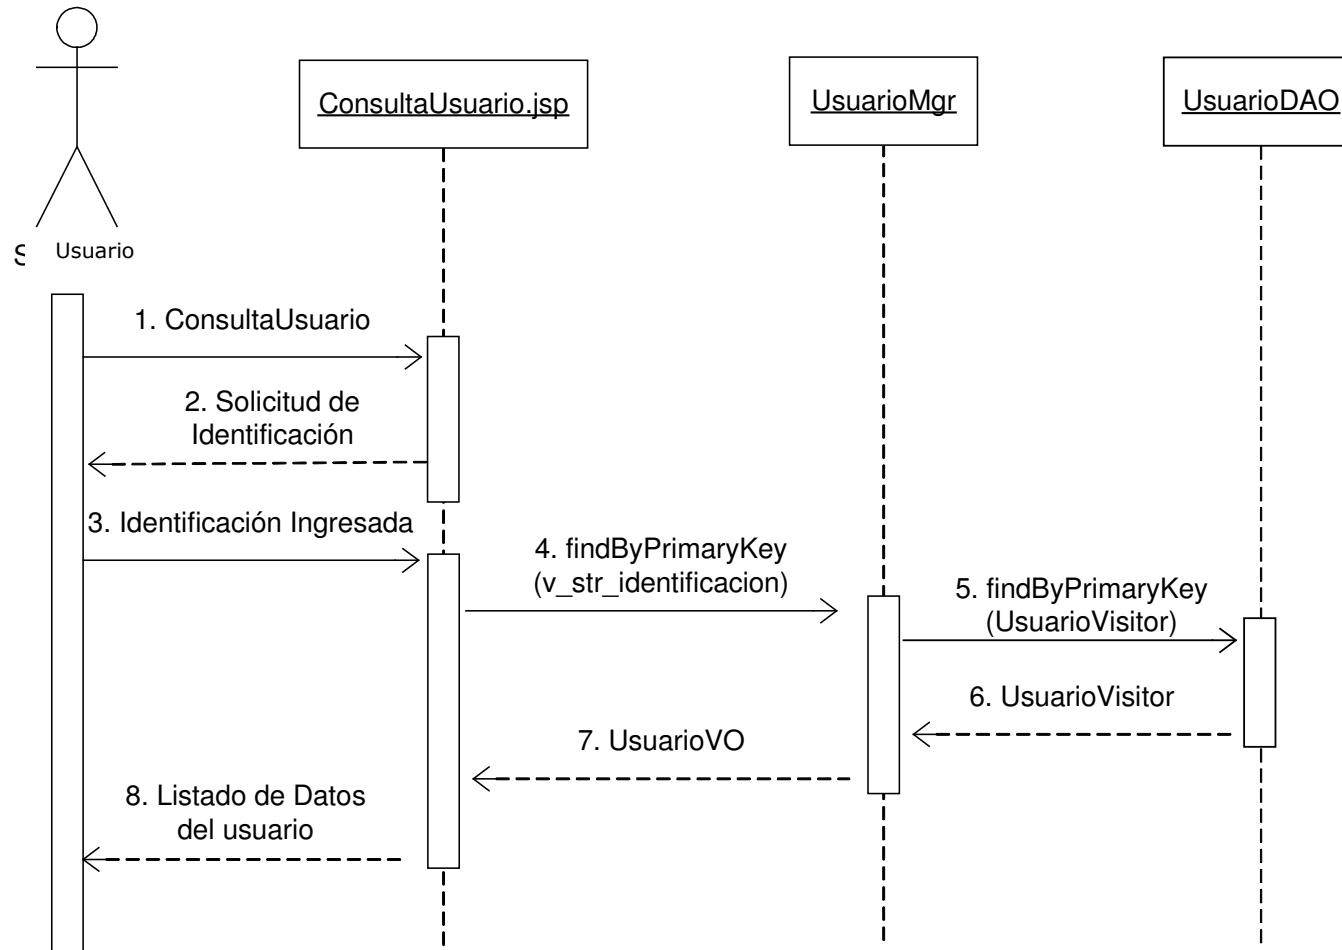 ConsultaUsuario.jsp
UsuarioMgr
UsuarioDAO
Usuario
1. ConsultaUsuario
2. Solicitud de
Identificación
3. Identificación Ingresada
4. findByPrimaryKey
(v_str_identificacion)
5. findByPrimaryKey
(UsuarioVisitor)
6. UsuarioVisitor
7. UsuarioVO
8. Listado de Datos
del usuario